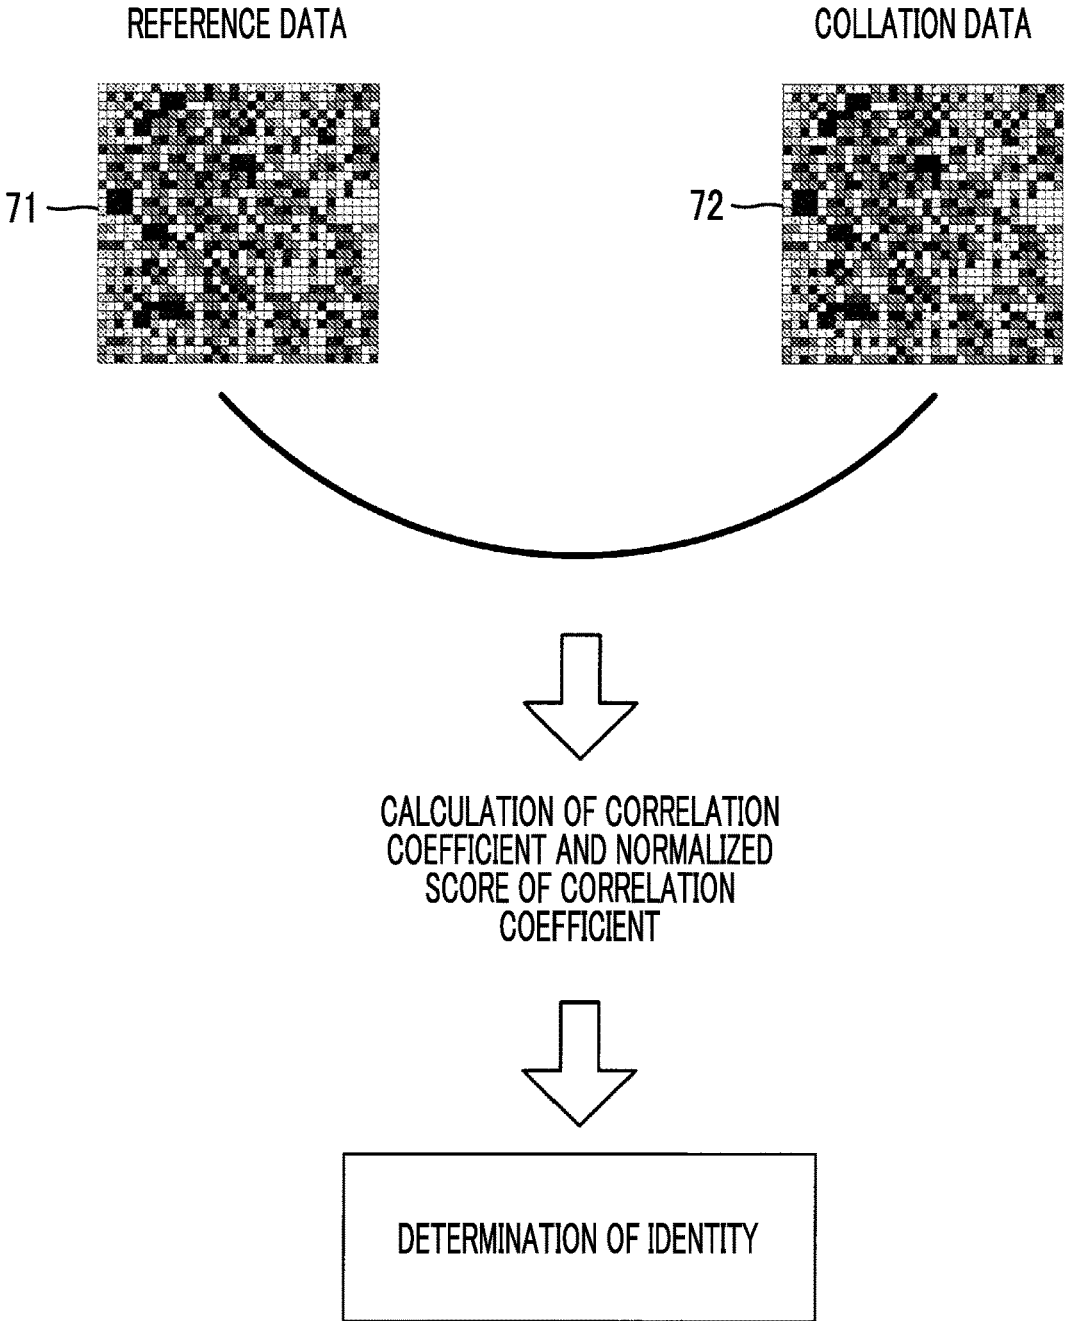 REFERENCE DATA
COLLATION DATA
71
72
CALCULATION OF CORRELATION
COEFFICIENT AND NORMALIZED
SCORE OF CORRELATION
COEFFICIENT
DETERMINATION OF IDENTITY